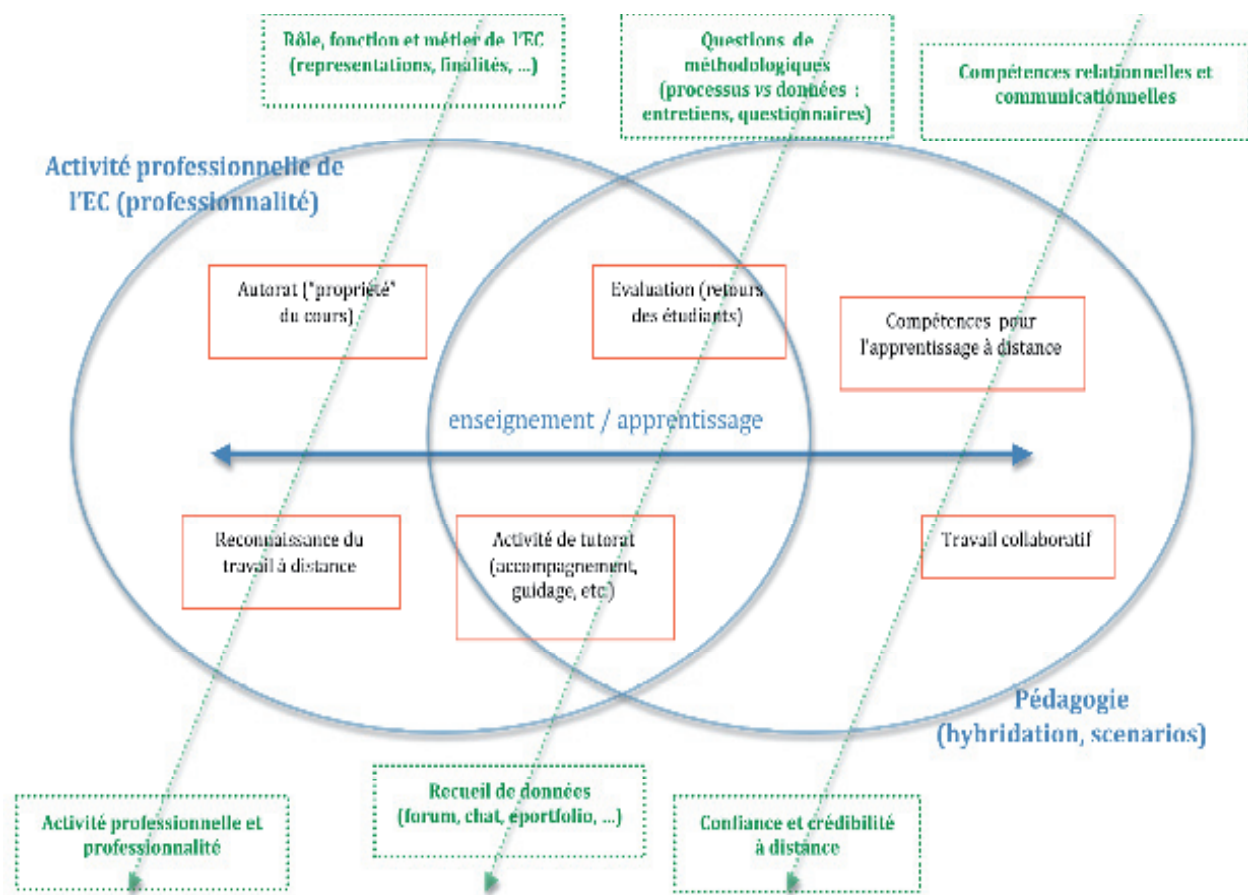 Rôle, fonction et métier de l'EC
(representations, finalités, ...)
Questions de
méthodologiques
(processus vs données :
entretiens, questionnaires)
Compétences relationnelles et
communicationnelles
Activité professionnelle de
l'EC (professionnalité)
Autorat ("propriété"
du cours)
Evaluation (retours
des étudiants)
Compétences pour
l'apprentissage à distance
enseignement / apprentissage
Reconnaissance du
travail à distance
Activité de tutorat
(accompagnement,
guidage, etc.)
Travail collaboratif
Pédagogie
(hybridation, scenarios)
Activité professionnelle et
professionnalité
Recueil de données
(forum, chat, eportfolio, ...)
Confiance et crédibilité
à distance